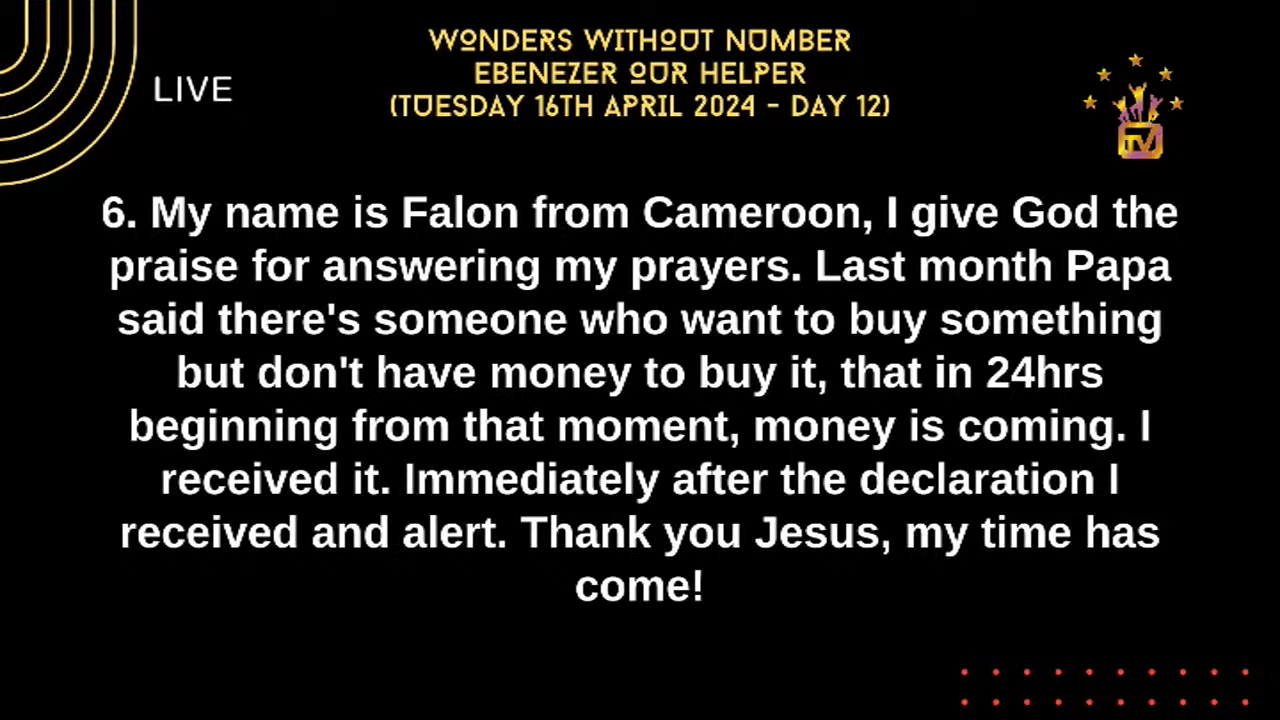 WONDERS WITHOUT NUMBER
EBENEZER OUR HELPER
(TUESDAY 16TH APRIL 2024 - DAY 12)
LIVE
TV
6. My name is Falon from Cameroon, I give God the
praise for answering my prayers. Last month Papa
said there's someone who want to buy something
but don't have money to buy it, that in 24hrs
beginning from that moment, money is coming. I
received it. Immediately after the declaration I
received and alert. Thank you Jesus, my time has
come!